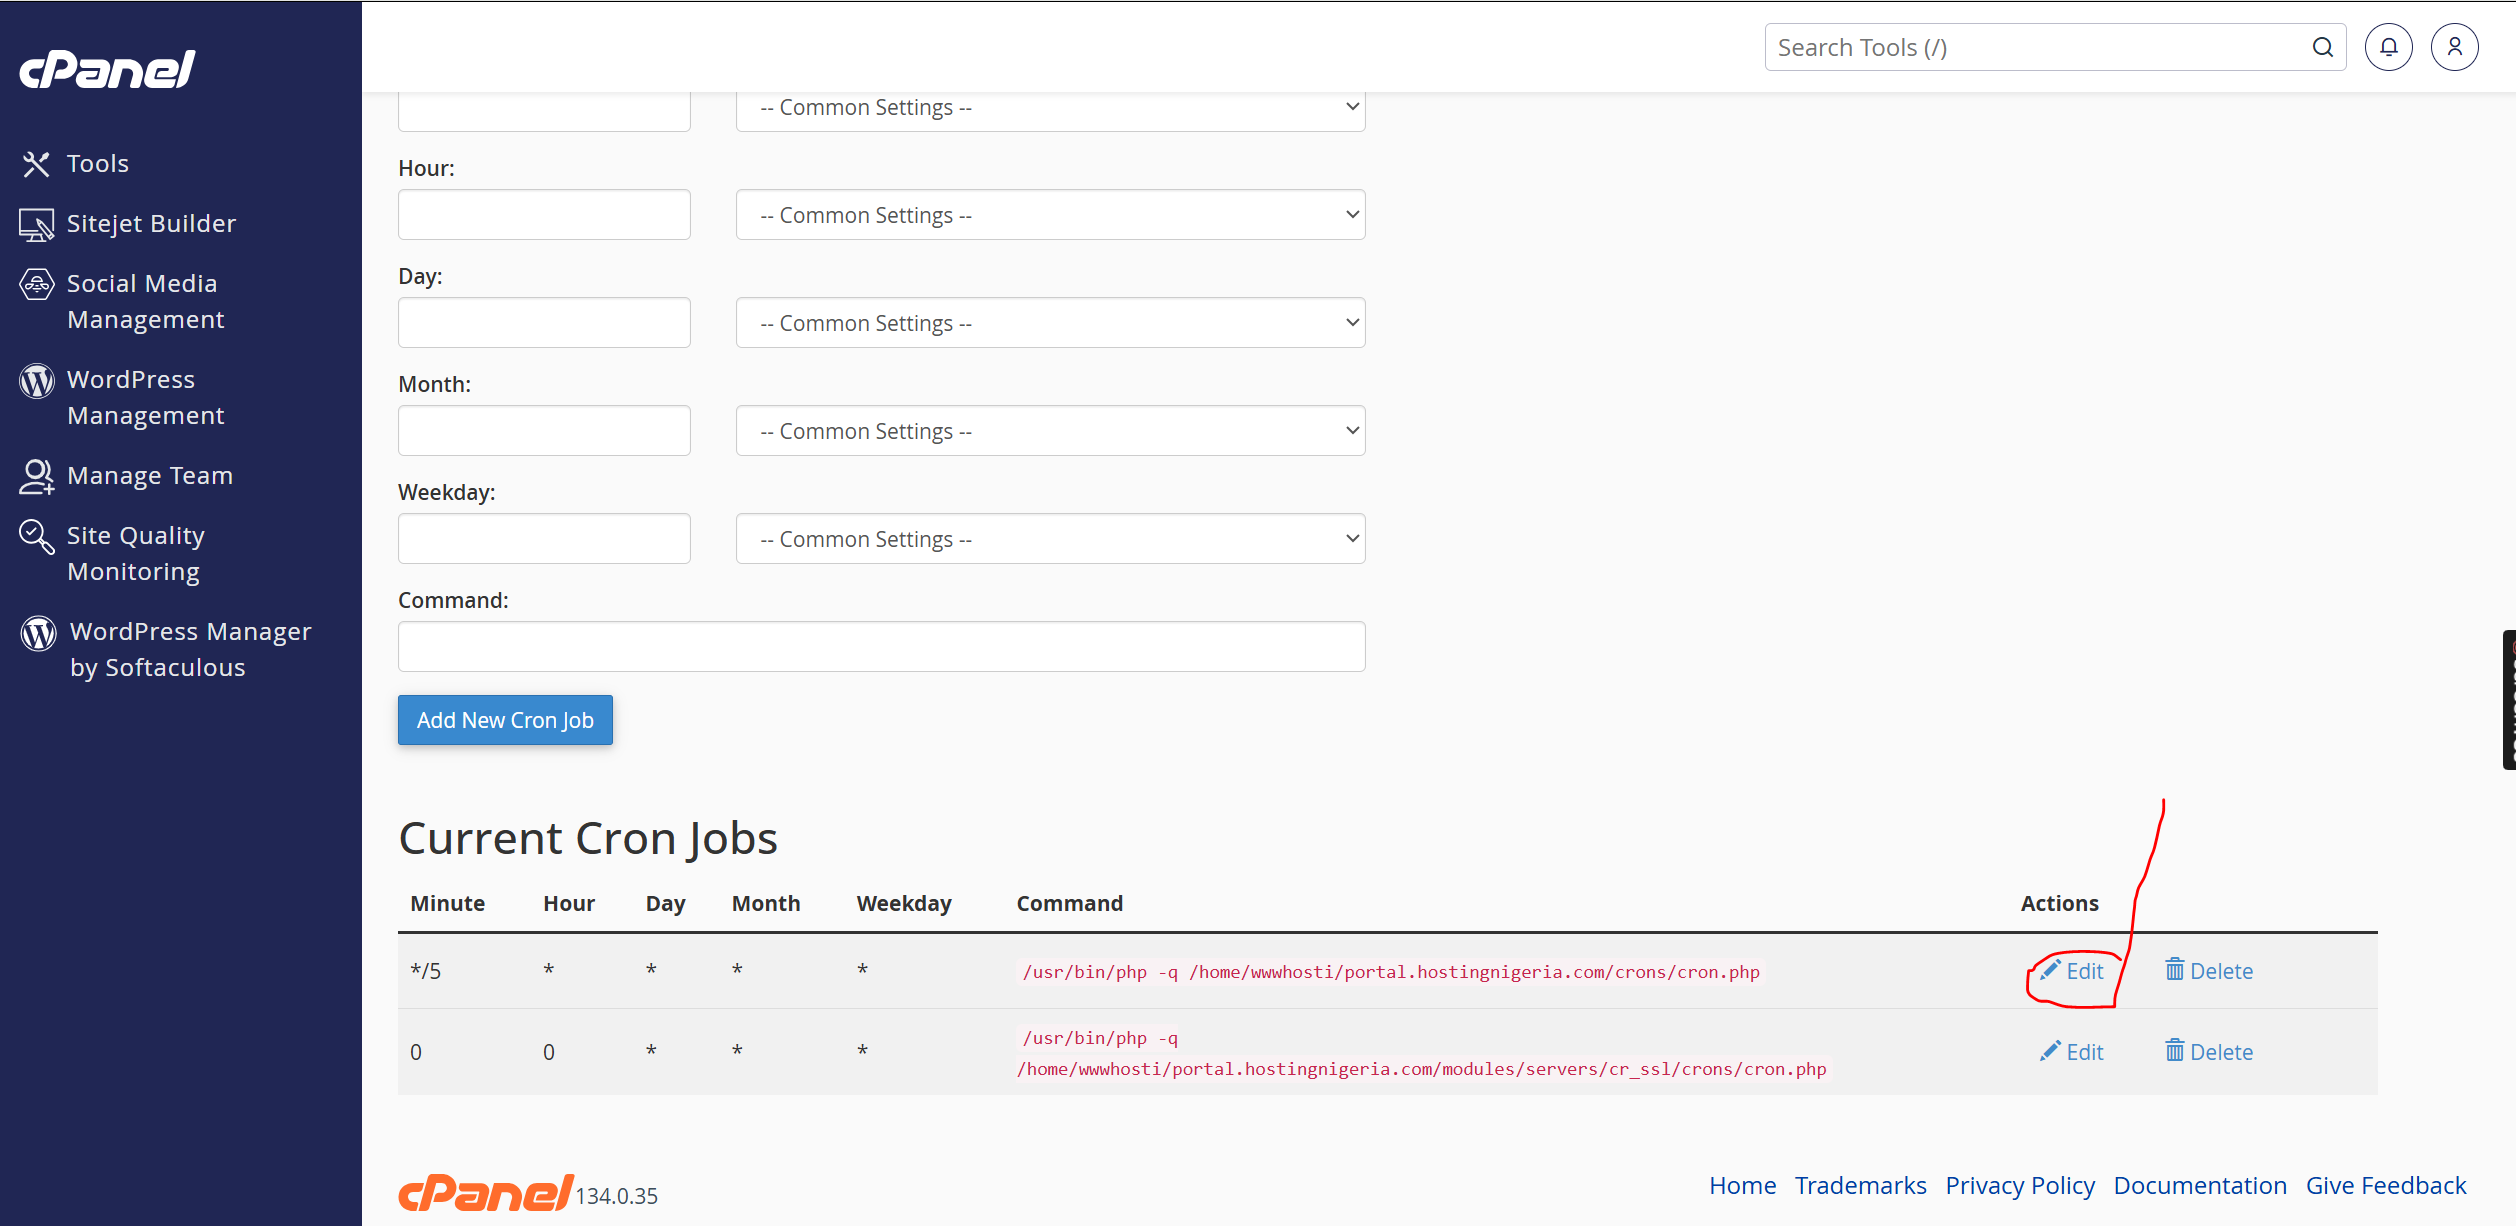 cPanel
Search Tools (/)
Tools
Sitejet Builder
Social Media
Management
WordPress
Management
Manage Team
Site Quality
Monitoring
WordPress Manager
by Softaculous
-- Common Settings --
Hour:
-- Common Settings --
Day:
-- Common Settings --
Month:
-- Common Settings --
Weekday:
-- Common Settings --
Command:
Add New Cron Job
Current Cron Jobs
Minute Hour Day Month Weekday Command Actions
*/5 * * * * /usr/bin/php -q /home/wwwhosti/portal.hostingnigeria.com/crons/cron.php Edit Delete
0 0 * * * /usr/bin/php -q
/home/wwwhosti/portal.hostingnigeria.com/modules/servers/cr_ssl/crons/cron.php Edit Delete
cPanel 134.0.35
Home Trademarks Privacy Policy Documentation Give Feedback